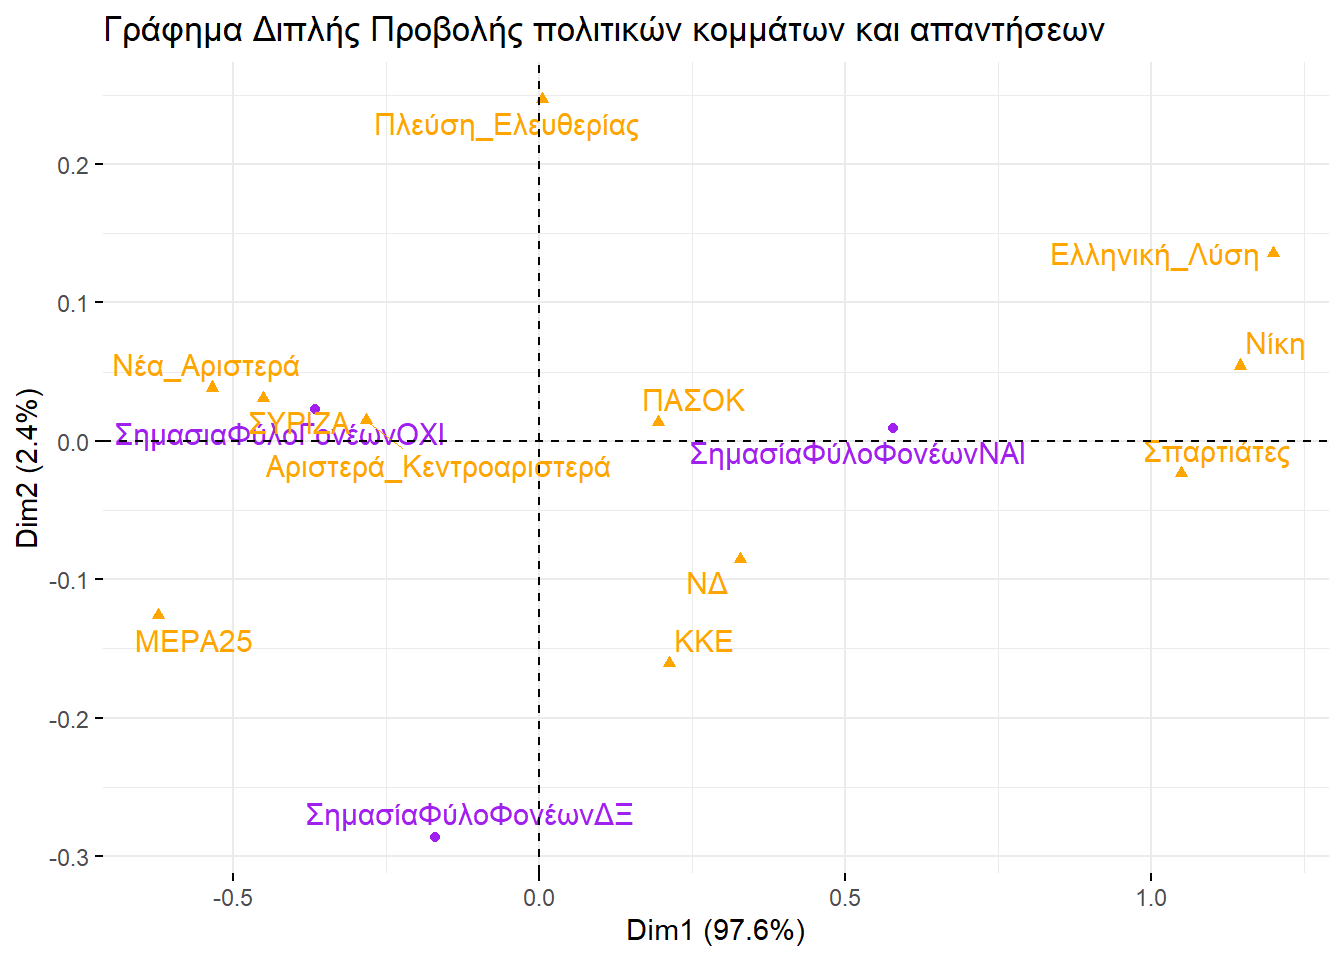 Γράφημα Διπλής Προβολής πολιτικών κομμάτων και απαντήσεων
Πλεύση_Ελευθερίας
0.2
Ελληνική_Λύση
0.1
Νίκη
Νέα_Αριστερά
ΠΑΣΟΚ
ΣΥΡΙΖΑ
ΣημασιαΦύλοΓονέωνΟΧΙ
0.0
ΣημασίαΦύλοΦονέωνΝΑΙ
Σπαρτιάτες
Αριστερά_Κεντροαριστερά
Dim2 (2.4%)
-0.1
ΝΔ
ΜΕΡΑ25
ΚΚΕ
-0.2
ΣημασίαΦύλοΦονέωνΔΞ
-0.3
-0.5 0.0 0.5 1.0
Dim1 (97.6%)